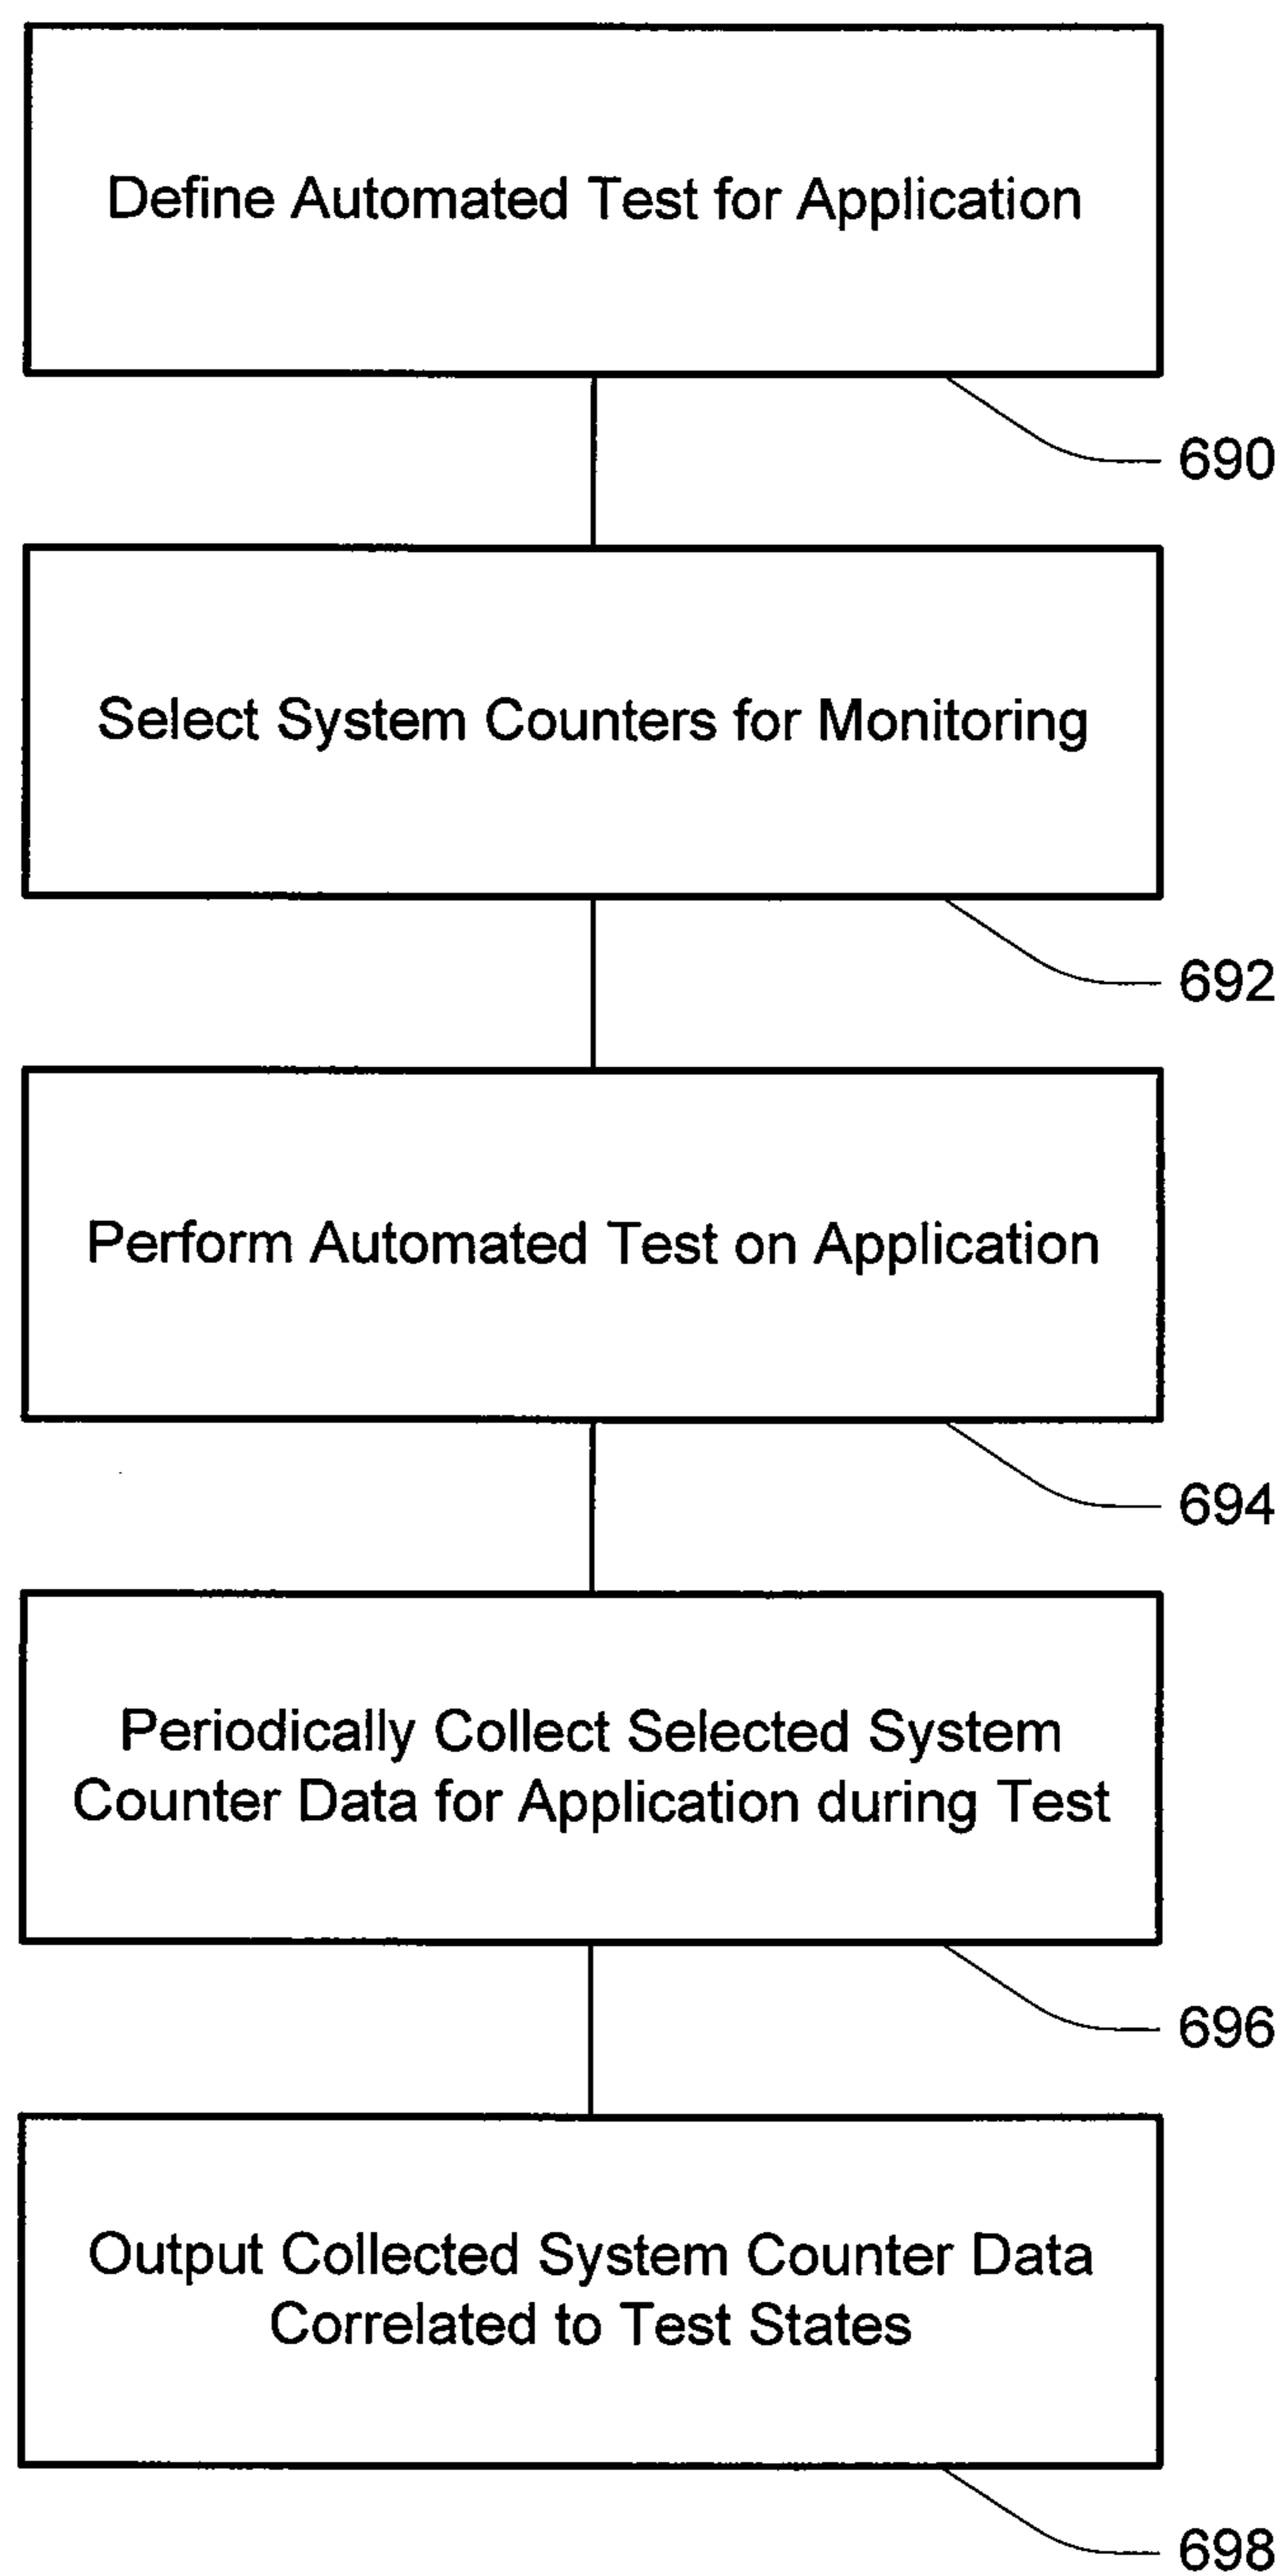 Define Automated Test for Application
690
Select System Counters for Monitoring
692
Perform Automated Test on Application
694
Periodically Collect Selected System
Counter Data for Application during Test
696
Output Collected System Counter Data
Correlated to Test States
698